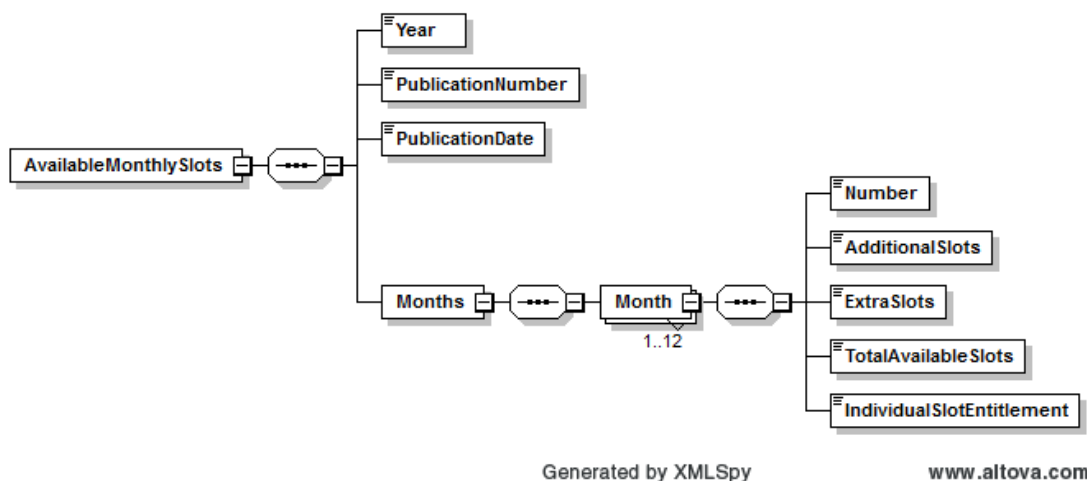 Year
PublicationNumber
PublicationDate
AvailableMonthlySlots
Months
Month
1..12
Number
AdditionalSlots
ExtraSlots
TotalAvailableSlots
IndividualSlotEntitlement
Generated by XMLSpy
www.altova.com